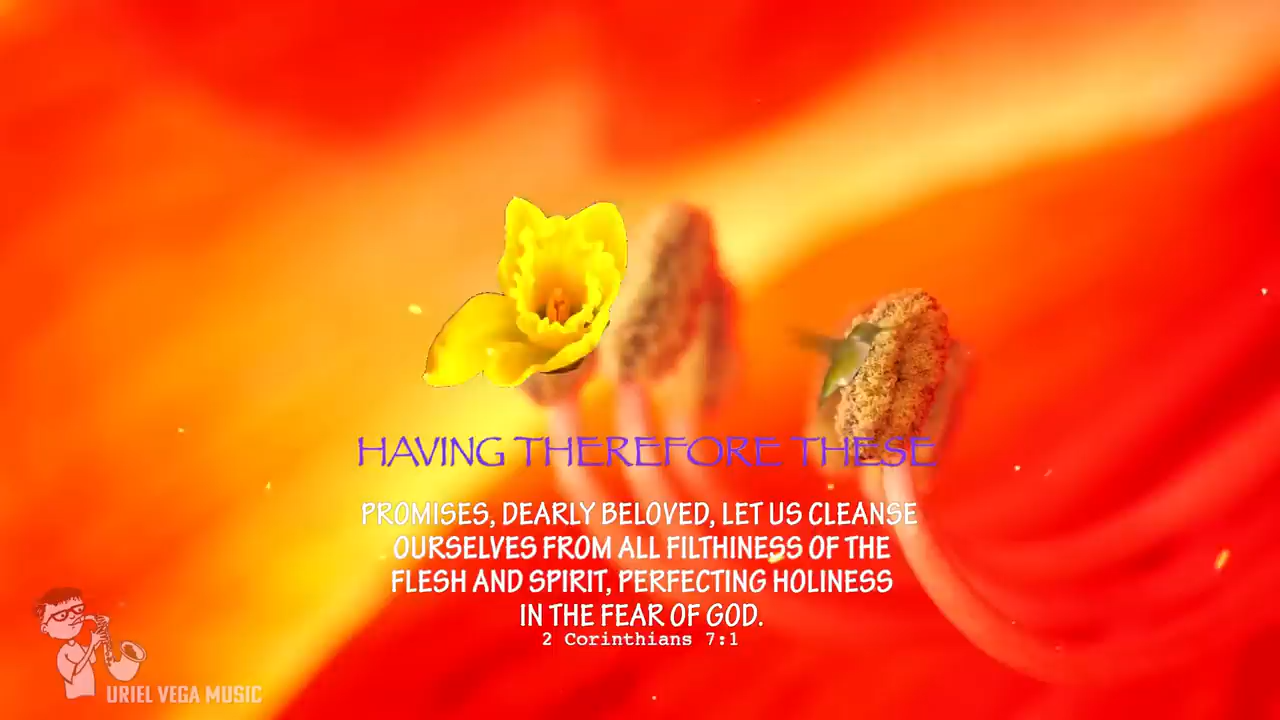 HAVING THEREFORE THESE
PROMISES, DEARLY BELOVED, LET US CLEANSE
OURSELVES FROM ALL FILTHINESS OF THE
FLESH AND SPIRIT, PERFECTING HOLINESS
IN THE FEAR OF GOD.
2 Corinthians 7:1
URIEL VEGA MUSIC